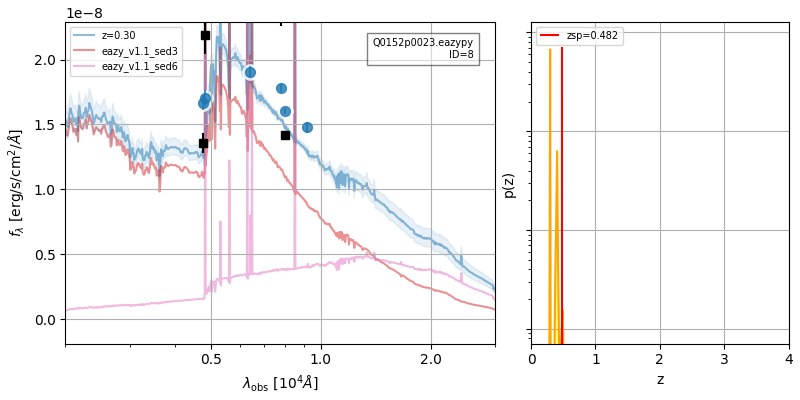 1e−8
z=0.30
eazy_v1.1_sed3
eazy_v1.1_sed6
Q0152p0023.eazypy
ID=8
2.0
1.5
1.0
0.5
0.0
fλ [erg/s/cm²/Å]
0.5 1.0 2.0
λobs [10⁴Å]
zsp=0.482
p(z)
0 1 2 3 4
z